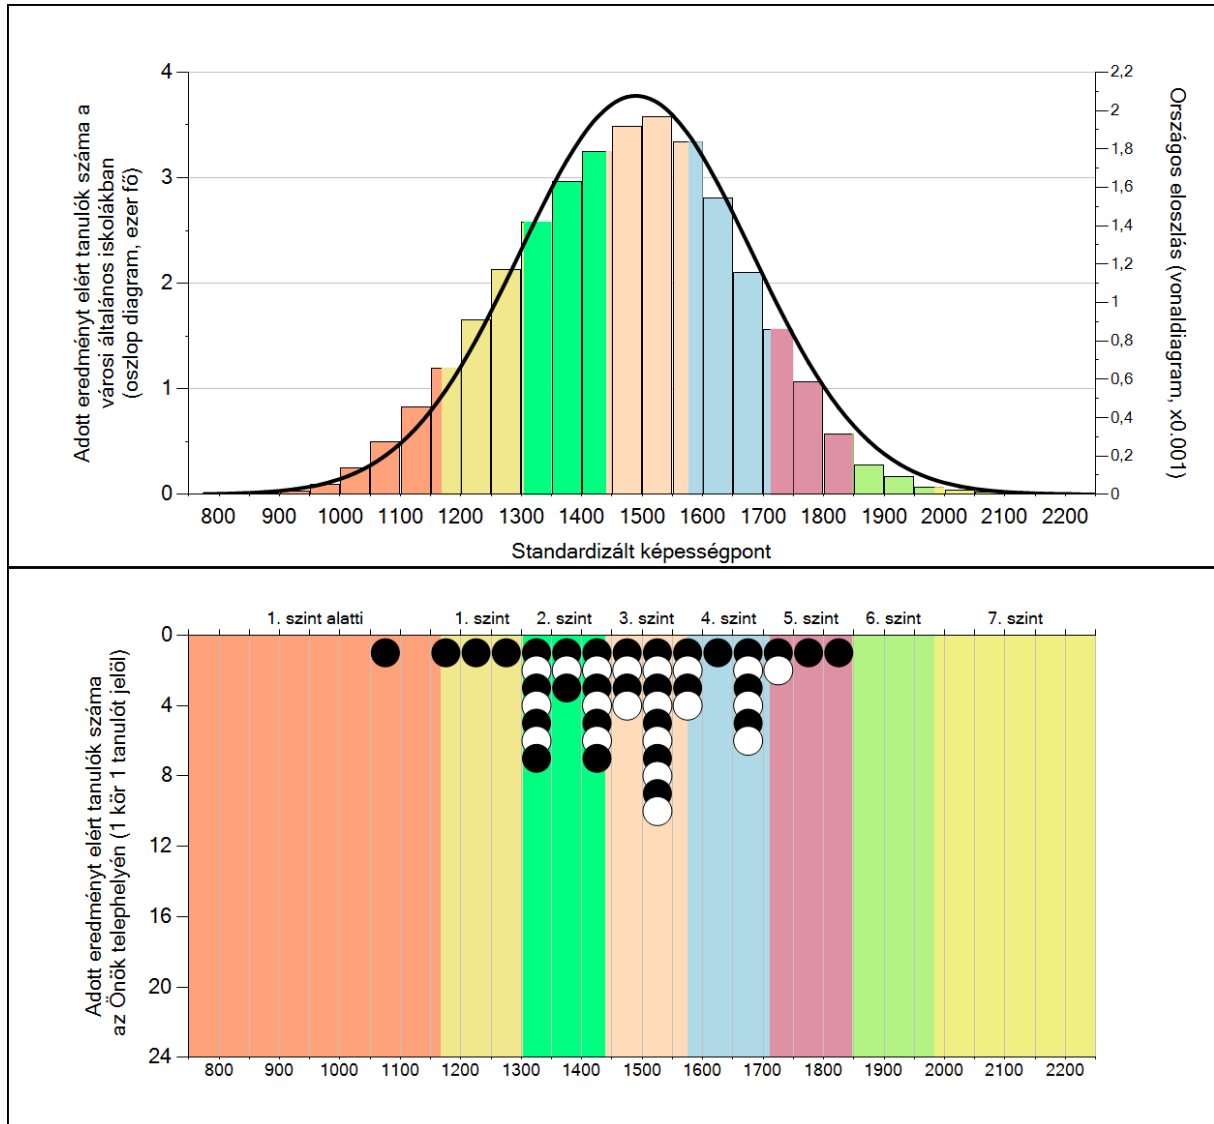 Adott eredményt elért tanulók száma a
városi általános iskolákban
(oszlop diagram, ezer fő)
4
3
2
1
0
2,2
2
1,8
1,6
1,4
1,2
1
0,8
0,6
0,4
0,2
0
Országos eloszlás (vonaldiagram, x0.001)
800 900 1000 1100 1200 1300 1400 1500 1600 1700 1800 1900 2000 2100 2200
Standardizált képességpont
1. szint alatti 1. szint 2. szint 3. szint 4. szint 5. szint 6. szint 7. szint
Adott eredményt elért tanulók száma
az Önök telephelyén (1 kör 1 tanulót jelöl)
0
4
8
12
16
20
24
800 900 1000 1100 1200 1300 1400 1500 1600 1700 1800 1900 2000 2100 2200